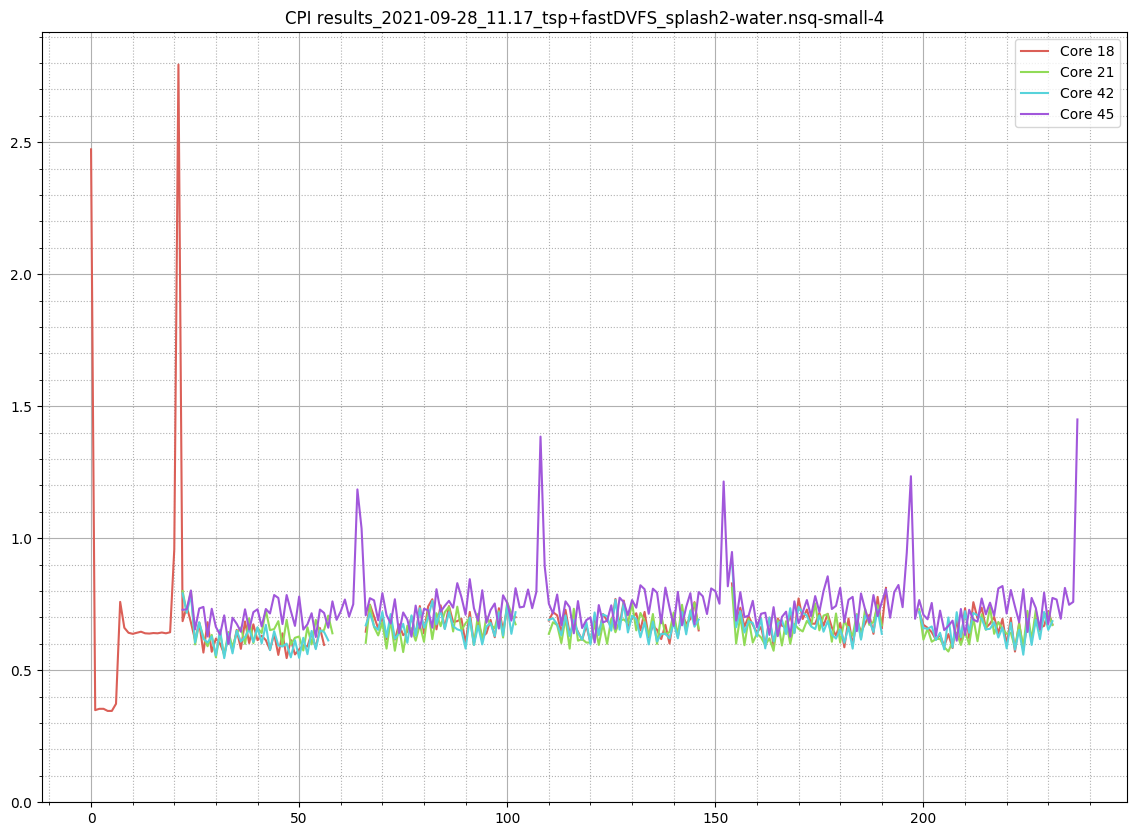 CPI results_2021-09-28_11.17_tsp+fastDVFS_splash2-water.nsq-small-4
Core 18
Core 21
Core 42
Core 45
2.5
2.0
1.5
1.0
0.5
0.0
0 50 100 150 200